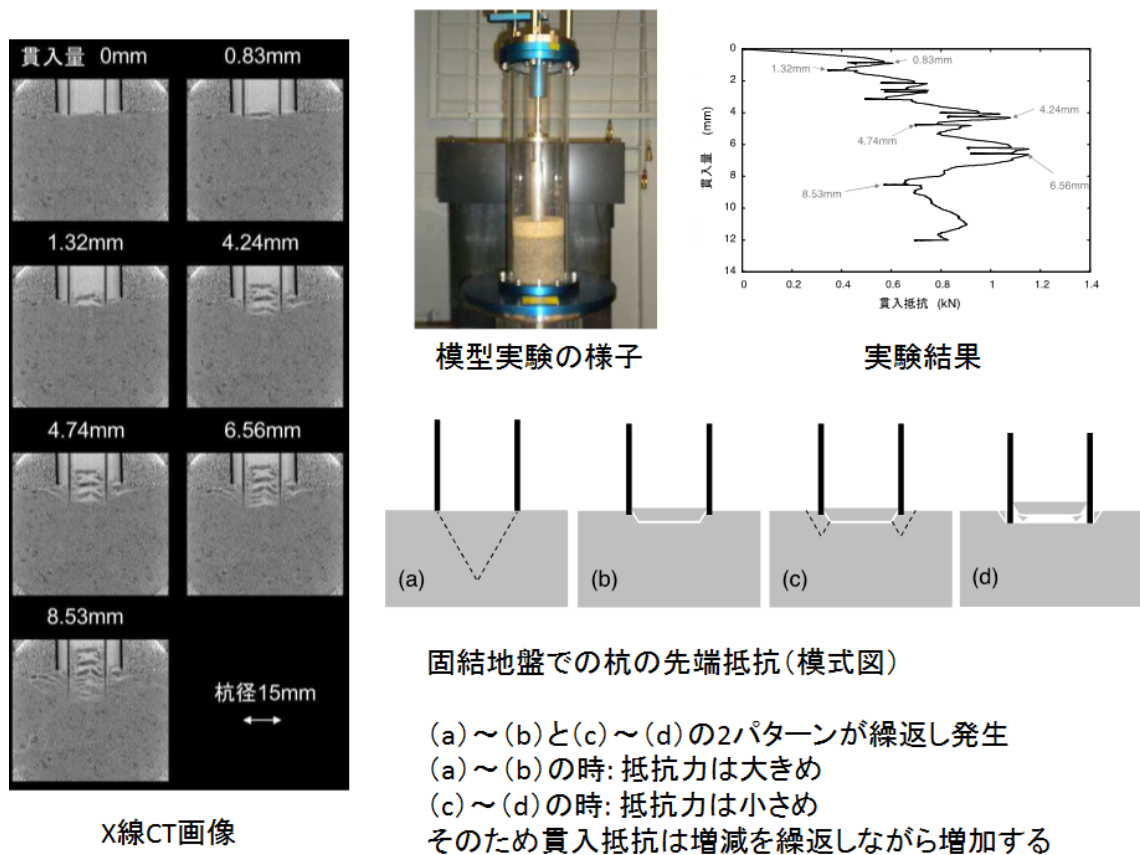 貫入量 0mm
0.83mm
1.32mm
4.24mm
4.74mm
6.56mm
8.53mm
杭径15mm
X線CT画像
模型実験の様子
0
2
4
6
8
10
12
14
貫入量 (mm)
0
0.2
0.4
0.6
0.8
1
1.2
1.4
貫入抵抗 (kN)
0.83mm
1.32mm
4.24mm
4.74mm
6.56mm
8.53mm
実験結果
(a)
(b)
(c)
(d)
固結地盤での杭の先端抵抗(模式図)
(a)～(b)と(c)～(d)の2パターンが繰返し発生
(a)～(b)の時: 抵抗力は大きめ
(c)～(d)の時: 抵抗力は小さめ
そのため貫入抵抗は増減を繰返しながら増加する